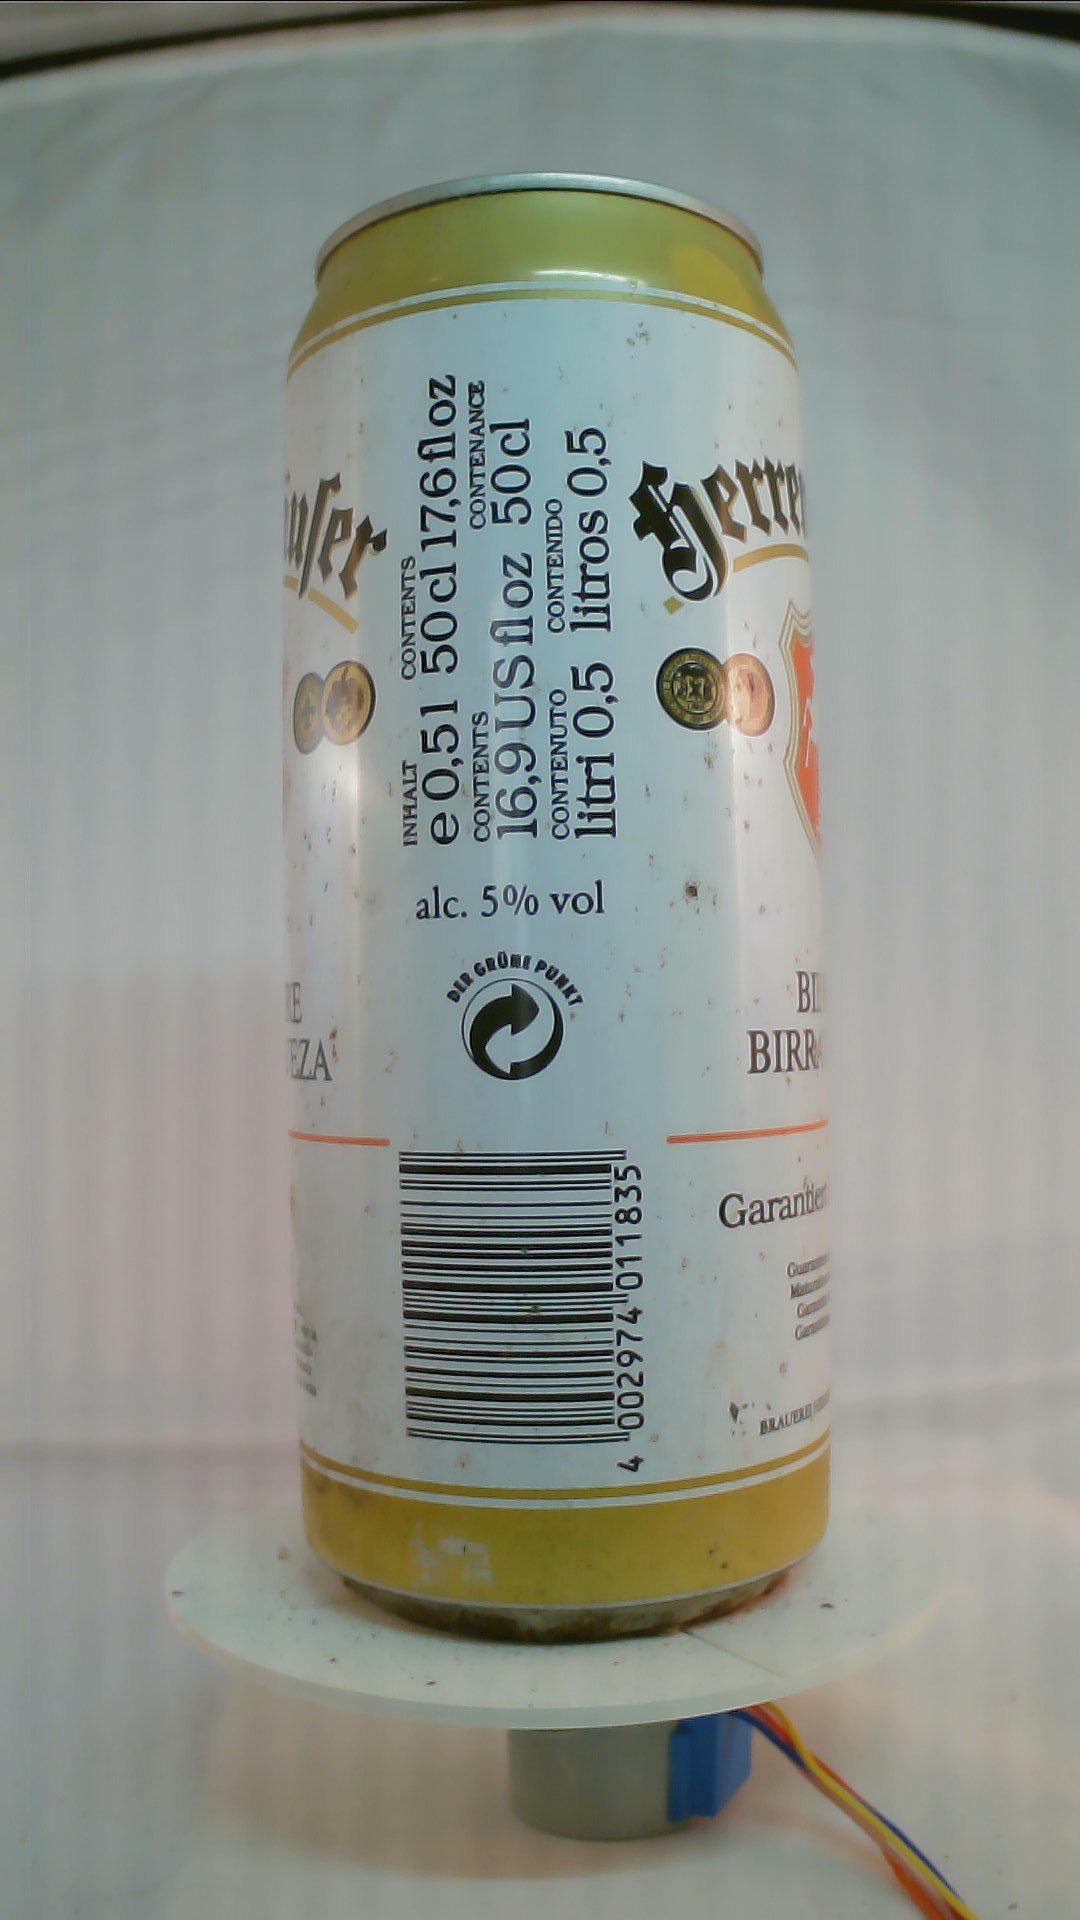 äuser
INHALT CONTENTS
e 0,5 l 50 cl 17,6 fl oz
CONTENTS CONTENANCE
16,9 US fl oz 50 cl
CONTENUTO CONTENIDO
litri 0,5 litros 0,5
alc. 5% vol
DER GRÜNE PUNKT
4 002974 011835
E
EZA
Herre
BI
BIRRA
Garantiert
BRAUEREI